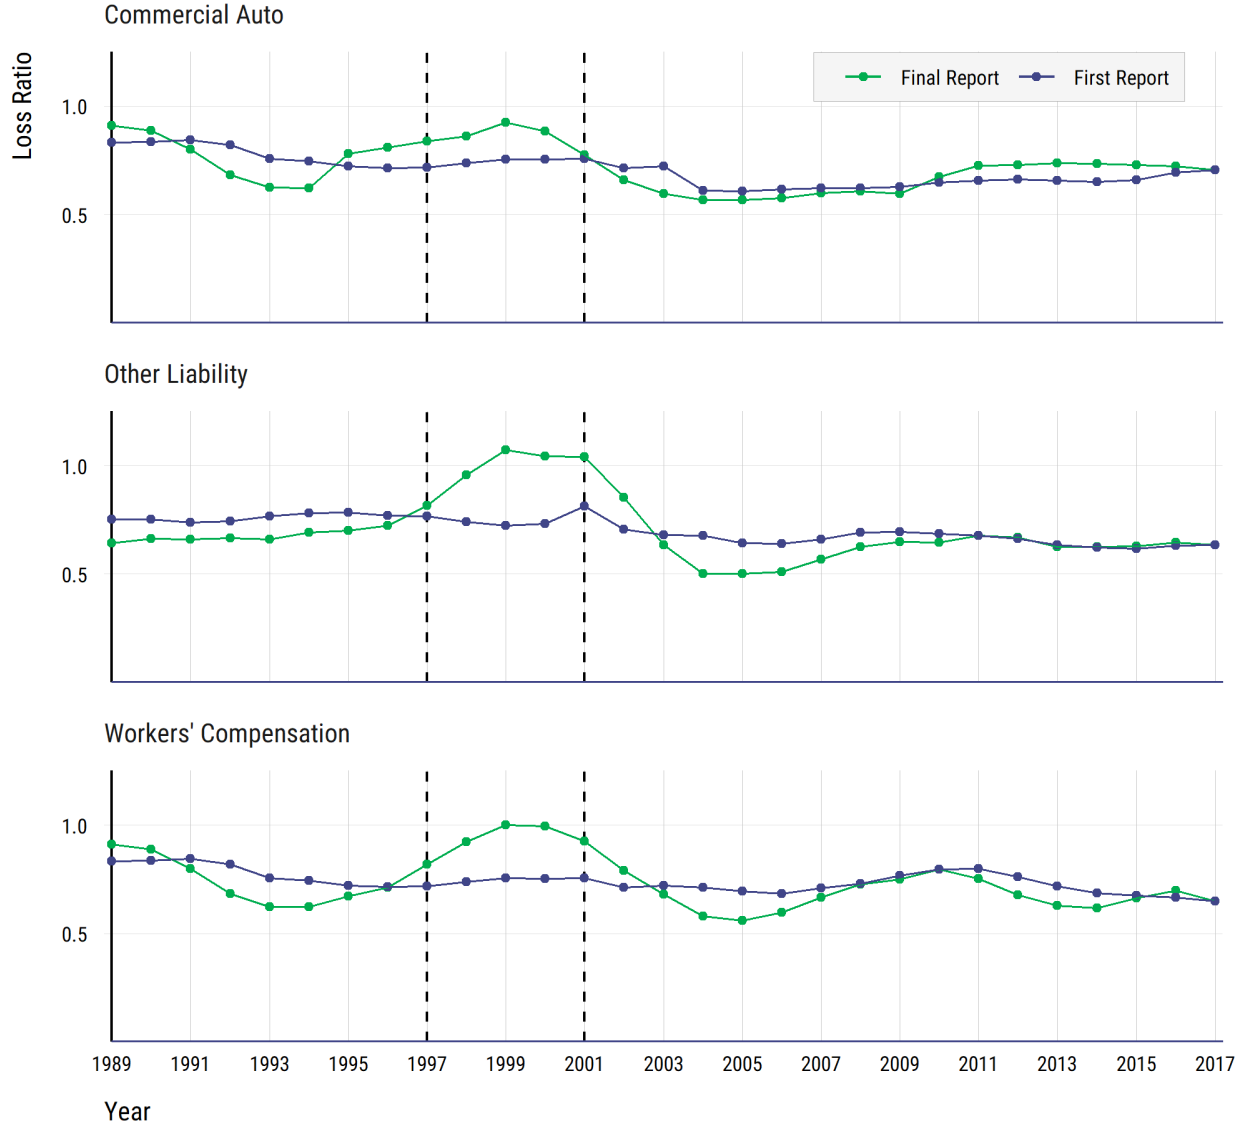 Commercial Auto
Loss Ratio
Final Report
First Report
1.0
0.5
Other Liability
1.0
0.5
Workers' Compensation
1.0
0.5
1989 1991 1993 1995 1997 1999 2001 2003 2005 2007 2009 2011 2013 2015 2017
Year